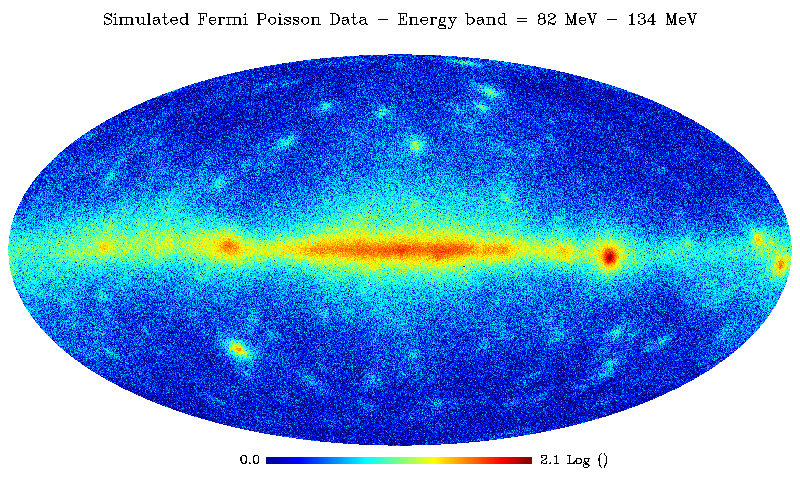 Simulated Fermi Poisson Data - Energy band = 82 MeV - 134 MeV
0.0 2.1 Log ()